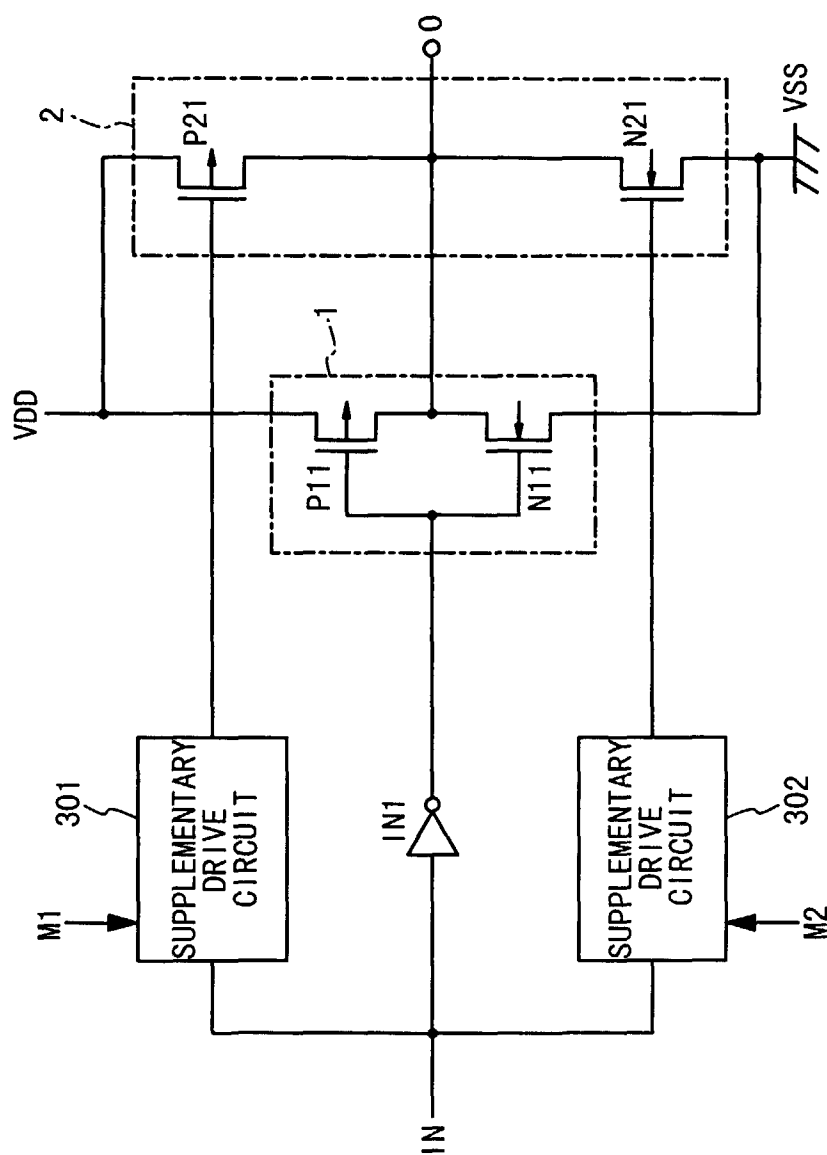 VDD
2
P21
1
P11
O
N11
N21
VSS
M1
301
SUPPLEMENTARY
DRIVE
CIRCUIT
IN
IN1
SUPPLEMENTARY
DRIVE
CIRCUIT
302
M2